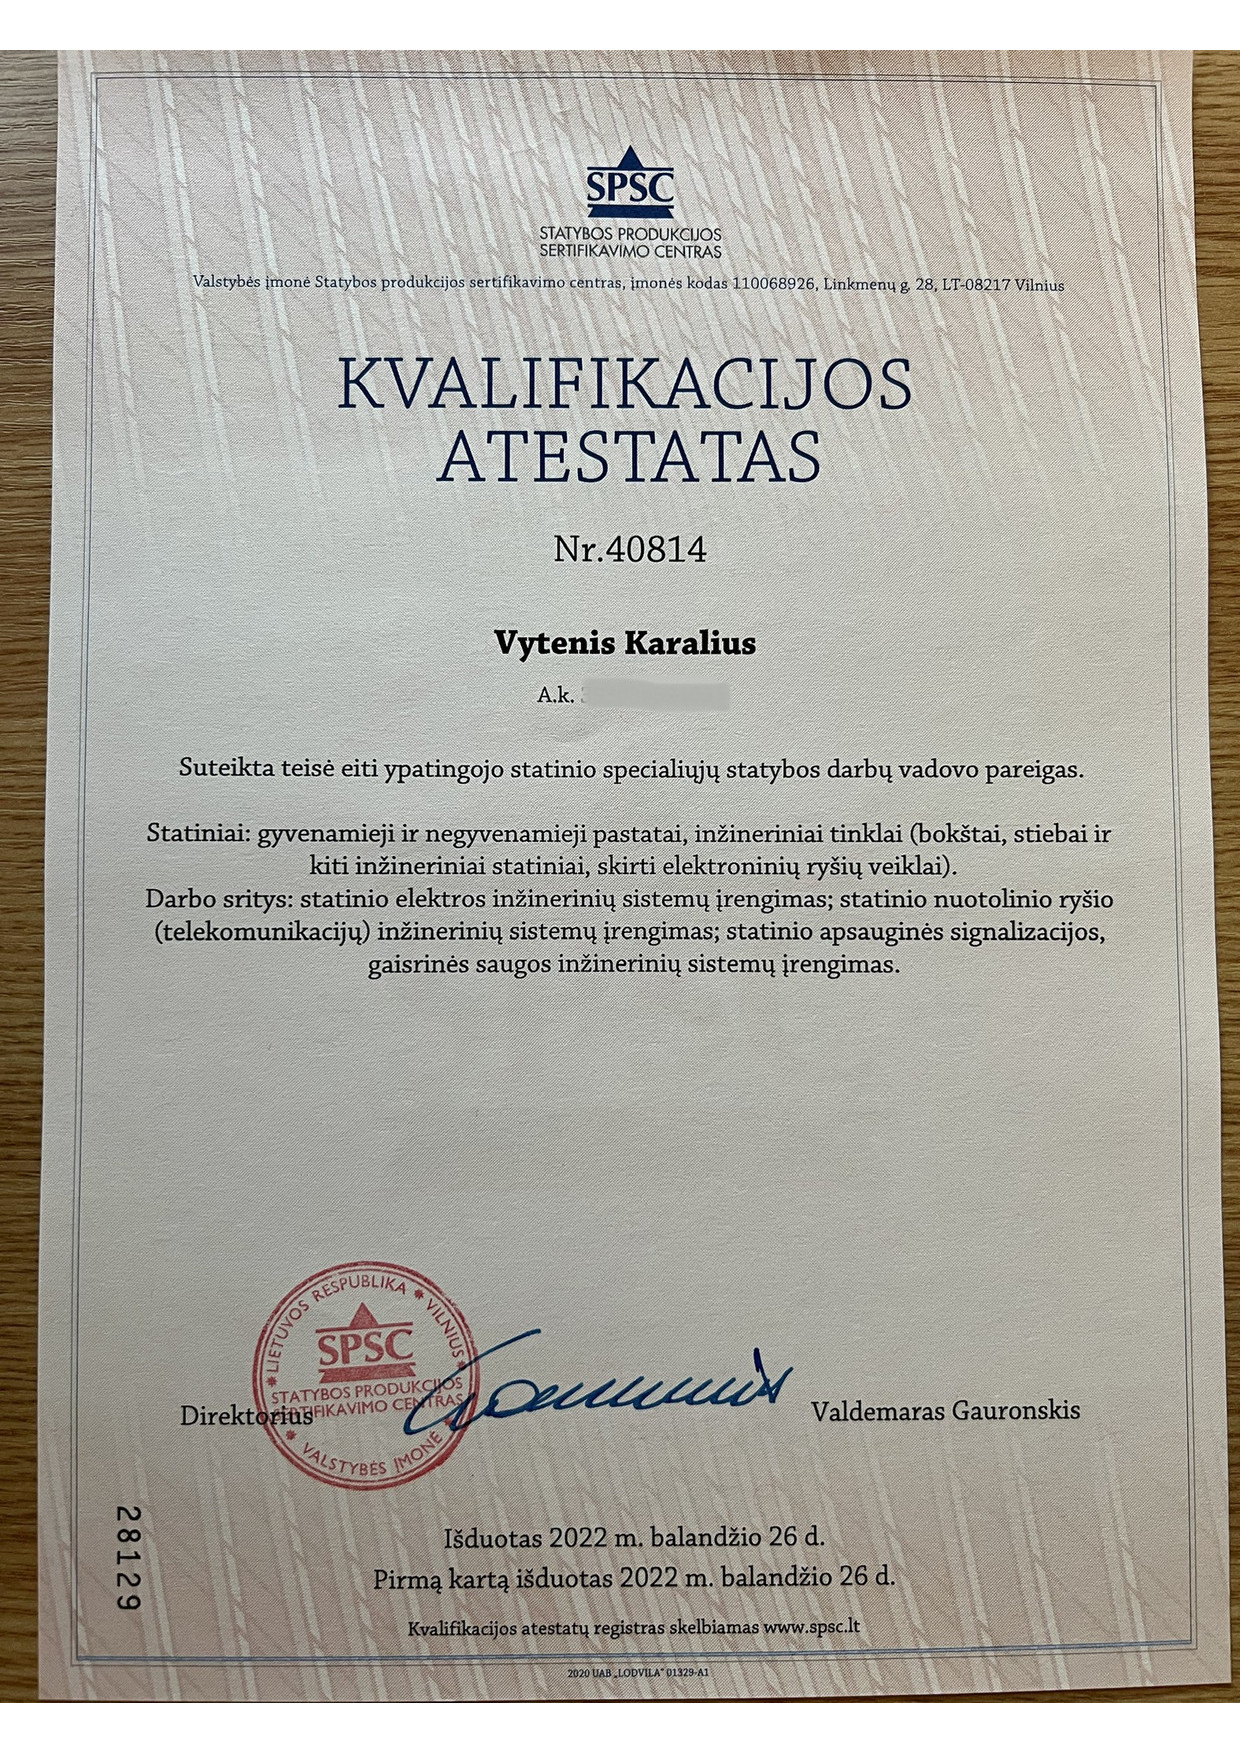 SPSC
STATYBOS PRODUKCIJOS
SERTIFIKAVIMO CENTRAS
Valstybės įmonė Statybos produkcijos sertifikavimo centras, įmonės kodas 110068926, Linkmenų g. 28, LT-08217 Vilnius
KVALIFIKACIJOS
ATESTATAS
Nr.40814
Vytenis Karalius
A.k.
Suteikta teisė eiti ypatingojo statinio specialiųjų statybos darbų vadovo pareigas.
Statiniai: gyvenamieji ir negyvenamieji pastatai, inžineriniai tinklai (bokštai, stiebai ir
kiti inžineriniai statiniai, skirti elektroninių ryšių veiklai).
Darbo sritys: statinio elektros inžinerinių sistemų įrengimas; statinio nuotolinio ryšio
(telekomunikacijų) inžinerinių sistemų įrengimas; statinio apsauginės signalizacijos,
gaisrinės saugos inžinerinių sistemų įrengimas.
LIETUVOS RESPUBLIKA * VILNIUS *
SPSC
STATYBOS PRODUKCIJOS
SERTIFIKAVIMO CENTRAS
* VALSTYBĖS ĮMONĖ *
Direktorius
Valdemaras Gauronskis
28129
Išduotas 2022 m. balandžio 26 d.
Pirmą kartą išduotas 2022 m. balandžio 26 d.
Kvalifikacijos atestatų registras skelbiamas www.spsc.lt
2020 UAB „LODVILA" 01329-A1